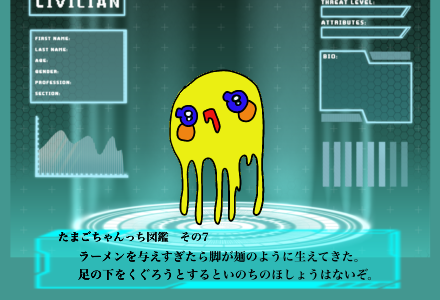 CIVILIAN
THREAT LEVEL:
ATTRIBUTES:
FIRST NAME:
LAST NAME:
AGE:
GENDER:
PROFESSION:
SECTION:
BIO:
たまごちゃんっち図鑑　その7
ラーメンを与えすぎたら脚が麺のように生えてきた。
足の下をくぐろうとするといのちのほしょうはないぞ。